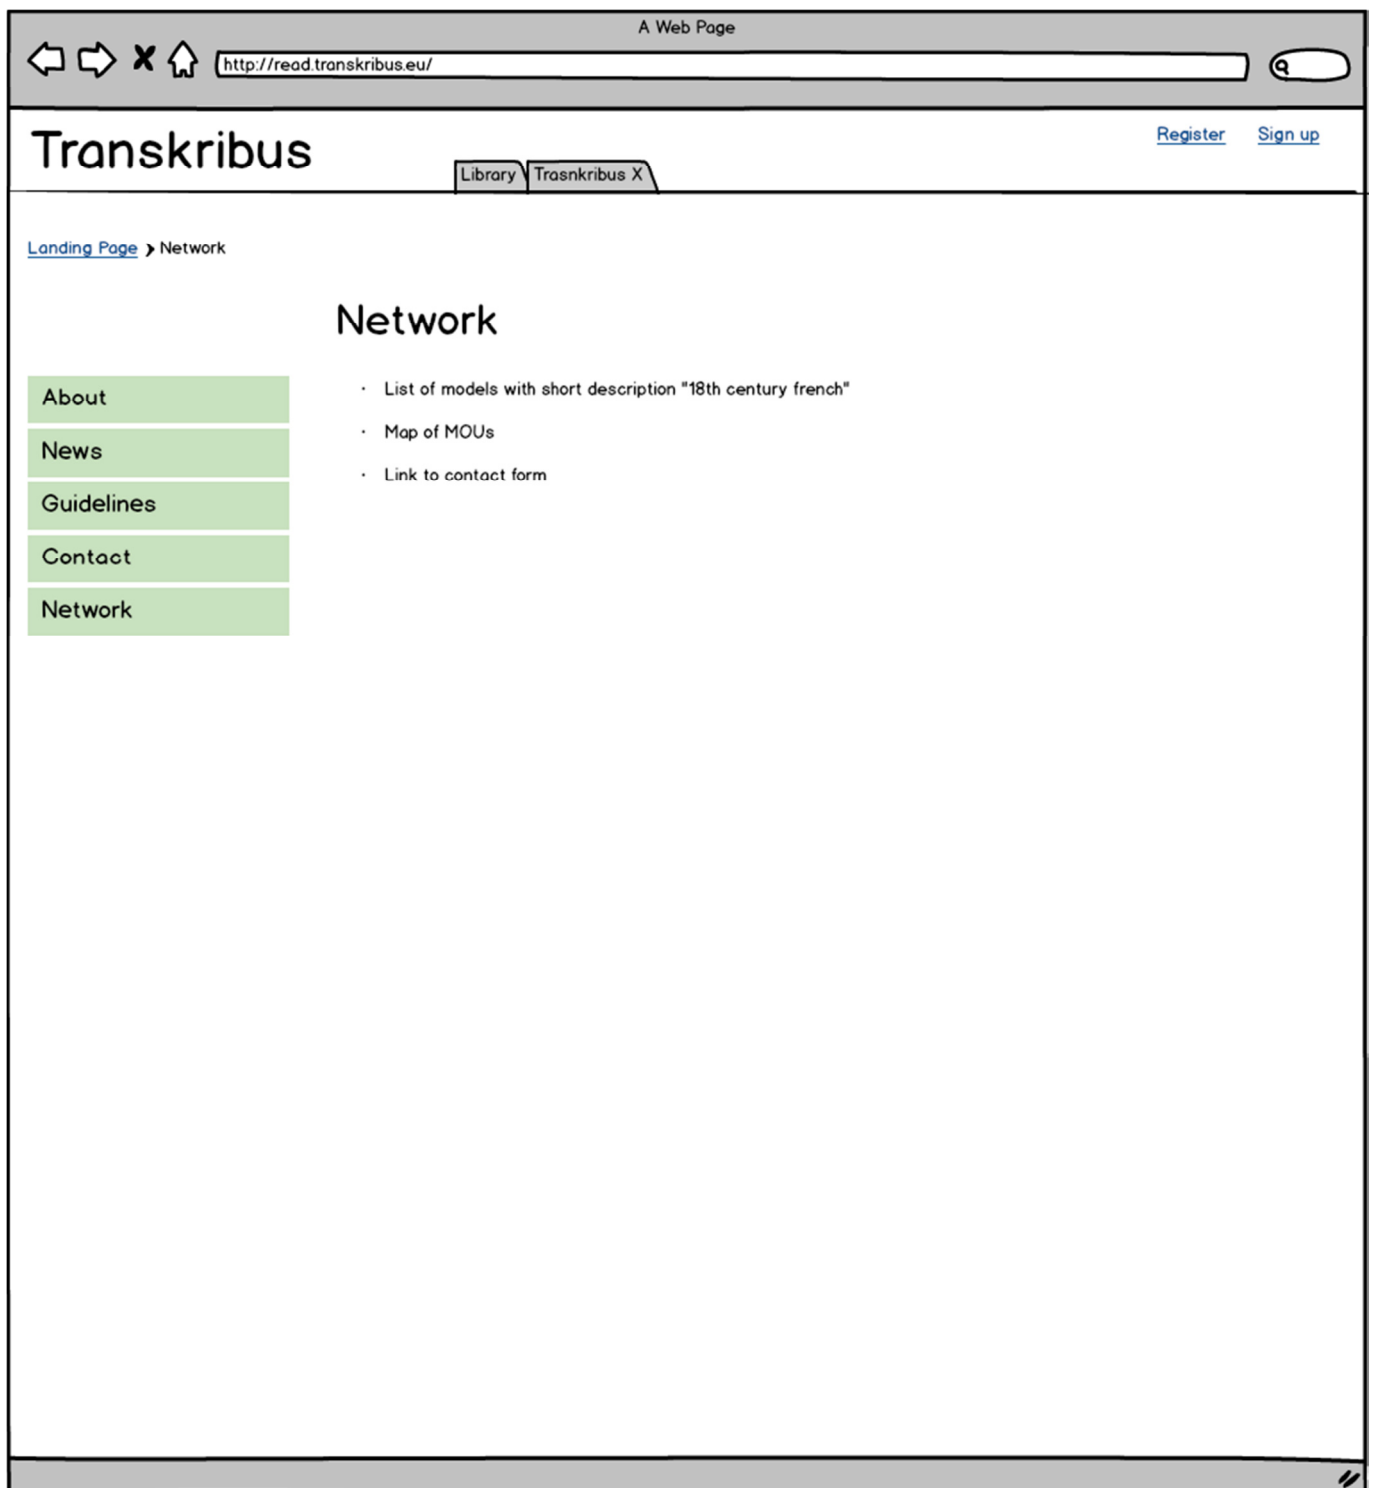 A Web Page
http://read.transkribus.eu/
Transkribus
Register Sign up
Library Trasnkribus X
Landing Page ❯ Network
Network
About
News
Guidelines
Contact
Network
· List of models with short description "18th century french"
· Map of MOUs
· Link to contact form